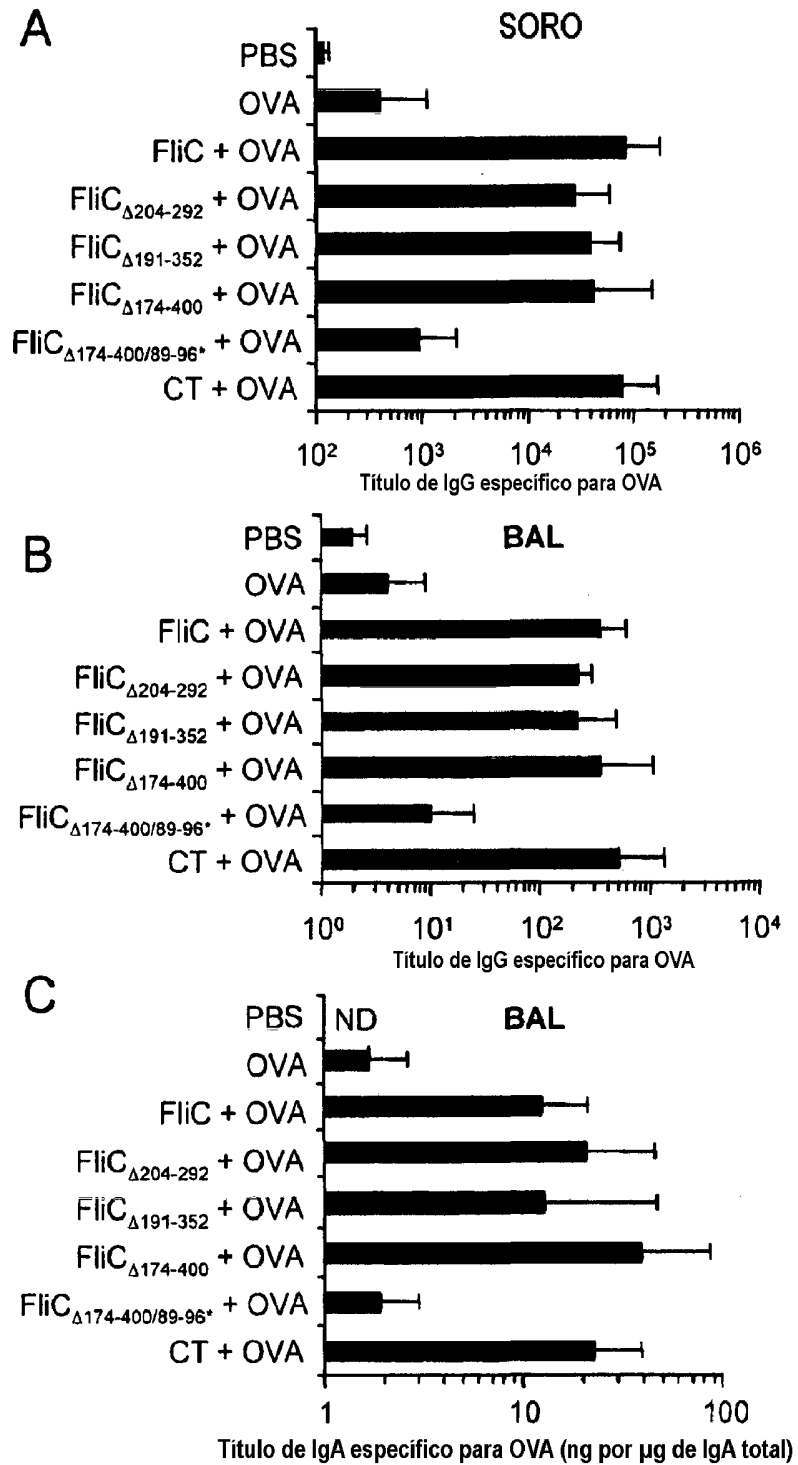 A
SORO
PBS
OVA
FliC + OVA
FliCΔ204-292 + OVA
FliCΔ191-352 + OVA
FliCΔ174-400 + OVA
FliCΔ174-400/89-96* + OVA
CT + OVA
10² 10³ 10⁴ 10⁵ 10⁶
Título de IgG específico para OVA
B
BAL
PBS
OVA
FliC + OVA
FliCΔ204-292 + OVA
FliCΔ191-352 + OVA
FliCΔ174-400 + OVA
FliCΔ174-400/89-96* + OVA
CT + OVA
10⁰ 10¹ 10² 10³ 10⁴
Título de IgG específico para OVA
C
PBS ND BAL
OVA
FliC + OVA
FliCΔ204-292 + OVA
FliCΔ191-352 + OVA
FliCΔ174-400 + OVA
FliCΔ174-400/89-96* + OVA
CT + OVA
1 10 100
Título de IgA específico para OVA (ng por µg de IgA total)